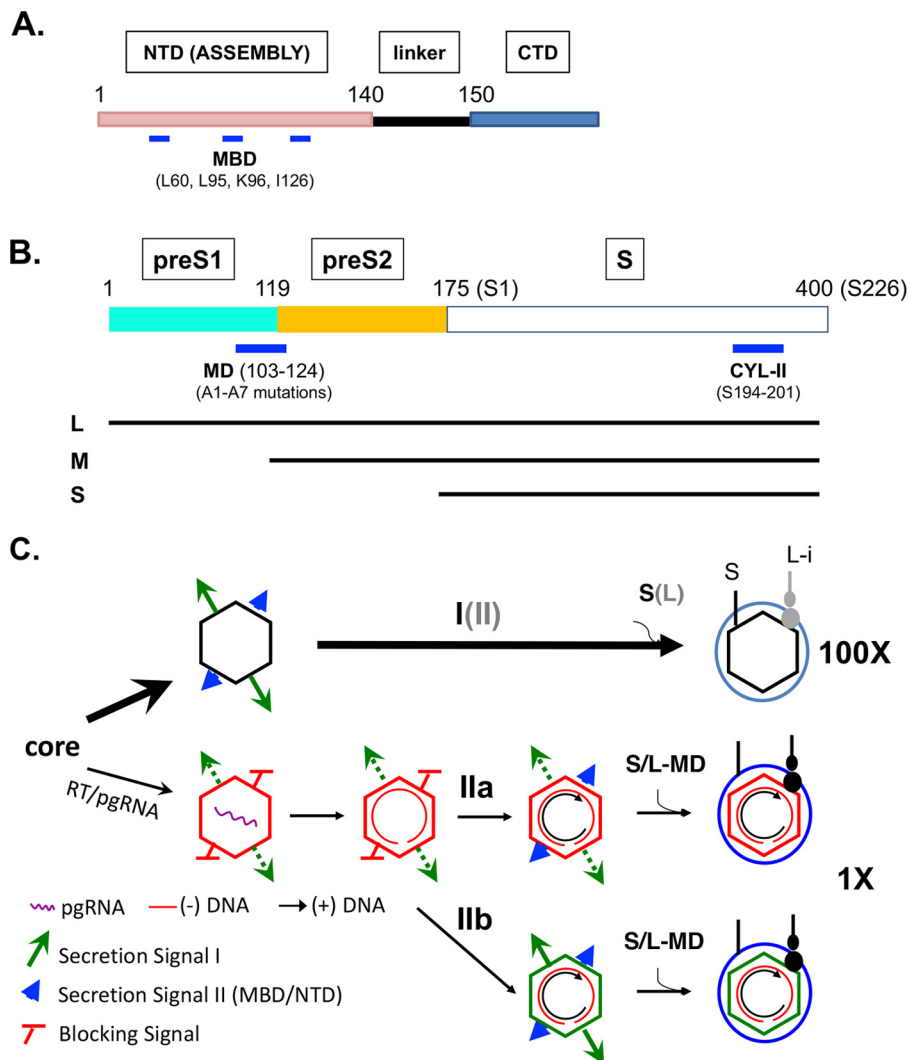 A.
NTD (ASSEMBLY) linker CTD
1 140 150
MBD
(L60, L95, K96, I126)
B.
preS1 preS2 S
1 119 175 (S1) 400 (S226)
MD (103-124) CYL-II
(A1-A7 mutations) (S194-201)
L
M
S
C.
S L-i
I(II) S(L)
100X
core
RT/pgRNA
IIa S/L-MD
1X
pgRNA (-) DNA (+) DNA
IIb S/L-MD
Secretion Signal I
Secretion Signal II (MBD/NTD)
Blocking Signal